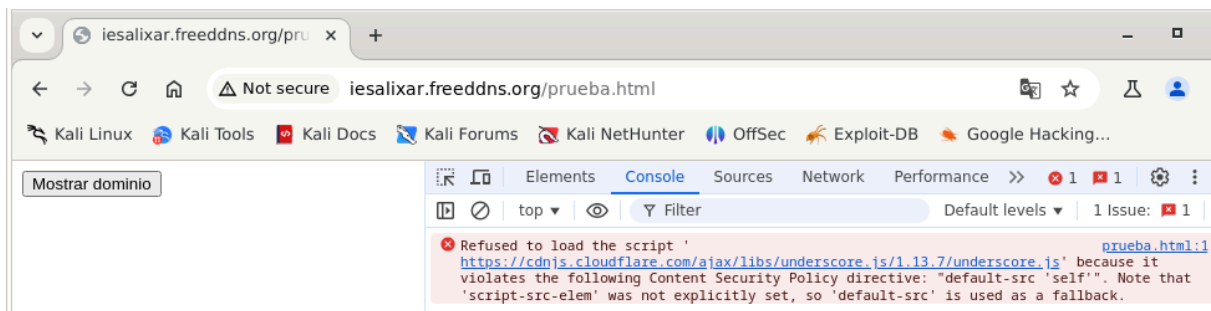 iesalixar.freeddns.org/pru
Not secure iesalixar.freeddns.org/prueba.html
Kali Linux Kali Tools Kali Docs Kali Forums Kali NetHunter OffSec Exploit-DB Google Hacking...
Mostrar dominio
Elements Console Sources Network Performance 1 1
top Filter Default levels 1 Issue: 1
Refused to load the script ' prueba.html:1
https://cdnjs.cloudflare.com/ajax/libs/underscore.js/1.13.7/underscore.js' because it
violates the following Content Security Policy directive: "default-src 'self'". Note that
'script-src-elem' was not explicitly set, so 'default-src' is used as a fallback.